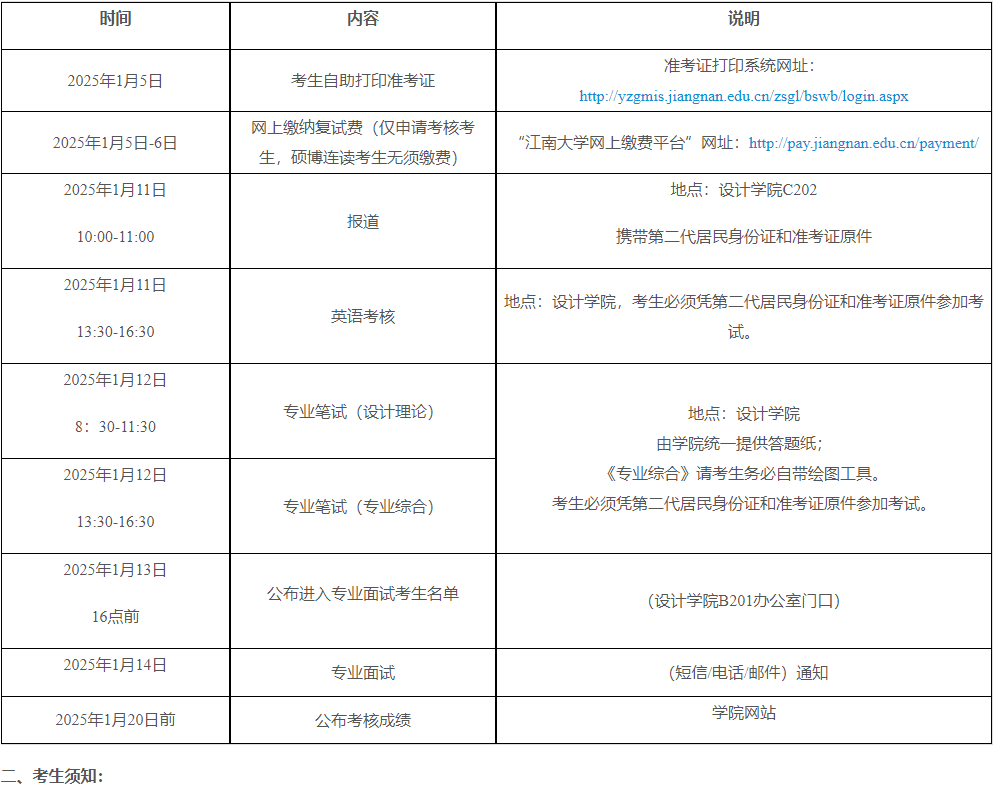 时间
内容
说明
2025年1月5日
考生自助打印准考证
准考证打印系统网址：
http://yzgmis.jiangnan.edu.cn/zsgl/bswb/login.aspx
2025年1月5日-6日
网上缴纳复试费（仅申请考核考
生，硕博连读考生无须缴费）
“江南大学网上缴费平台”网址：http://pay.jiangnan.edu.cn/payment/
2025年1月11日
10:00-11:00
报道
地点：设计学院C202
携带第二代居民身份证和准考证原件
2025年1月11日
13:30-16:30
英语考核
地点：设计学院，考生必须凭第二代居民身份证和准考证原件参加考
试。
2025年1月12日
8：30-11:30
专业笔试（设计理论）
2025年1月12日
13:30-16:30
专业笔试（专业综合）
地点：设计学院
由学院统一提供答题纸；
《专业综合》请考生务必自带绘图工具。
考生必须凭第二代居民身份证和准考证原件参加考试。
2025年1月13日
16点前
公布进入专业面试考生名单
（设计学院B201办公室门口）
2025年1月14日
专业面试
（短信/电话/邮件）通知
2025年1月20日前
公布考核成绩
学院网站
二、考生须知：